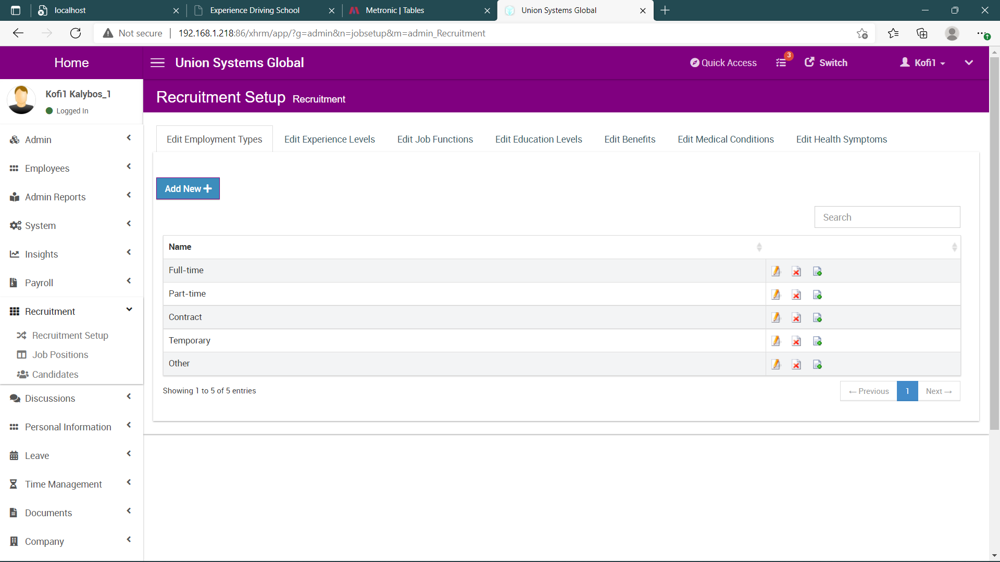 localhost
Experience Driving School
Metronic | Tables
Union Systems Global
Not secure
192.168.1.218:86/xhrm/app/?g=admin&n=jobsetup&m=admin_Recruitment
Home
Union Systems Global
Quick Access
3
Switch
Kofi1
Kofi1 Kalybos_1
Logged In
Recruitment Setup Recruitment
Admin
Employees
Admin Reports
System
Insights
Payroll
Recruitment
Recruitment Setup
Job Positions
Candidates
Discussions
Personal Information
Leave
Time Management
Documents
Company
Edit Employment Types
Edit Experience Levels
Edit Job Functions
Edit Education Levels
Edit Benefits
Edit Medical Conditions
Edit Health Symptoms
Add New
Search
Name
Full-time
Part-time
Contract
Temporary
Other
Showing 1 to 5 of 5 entries
← Previous
1
Next →